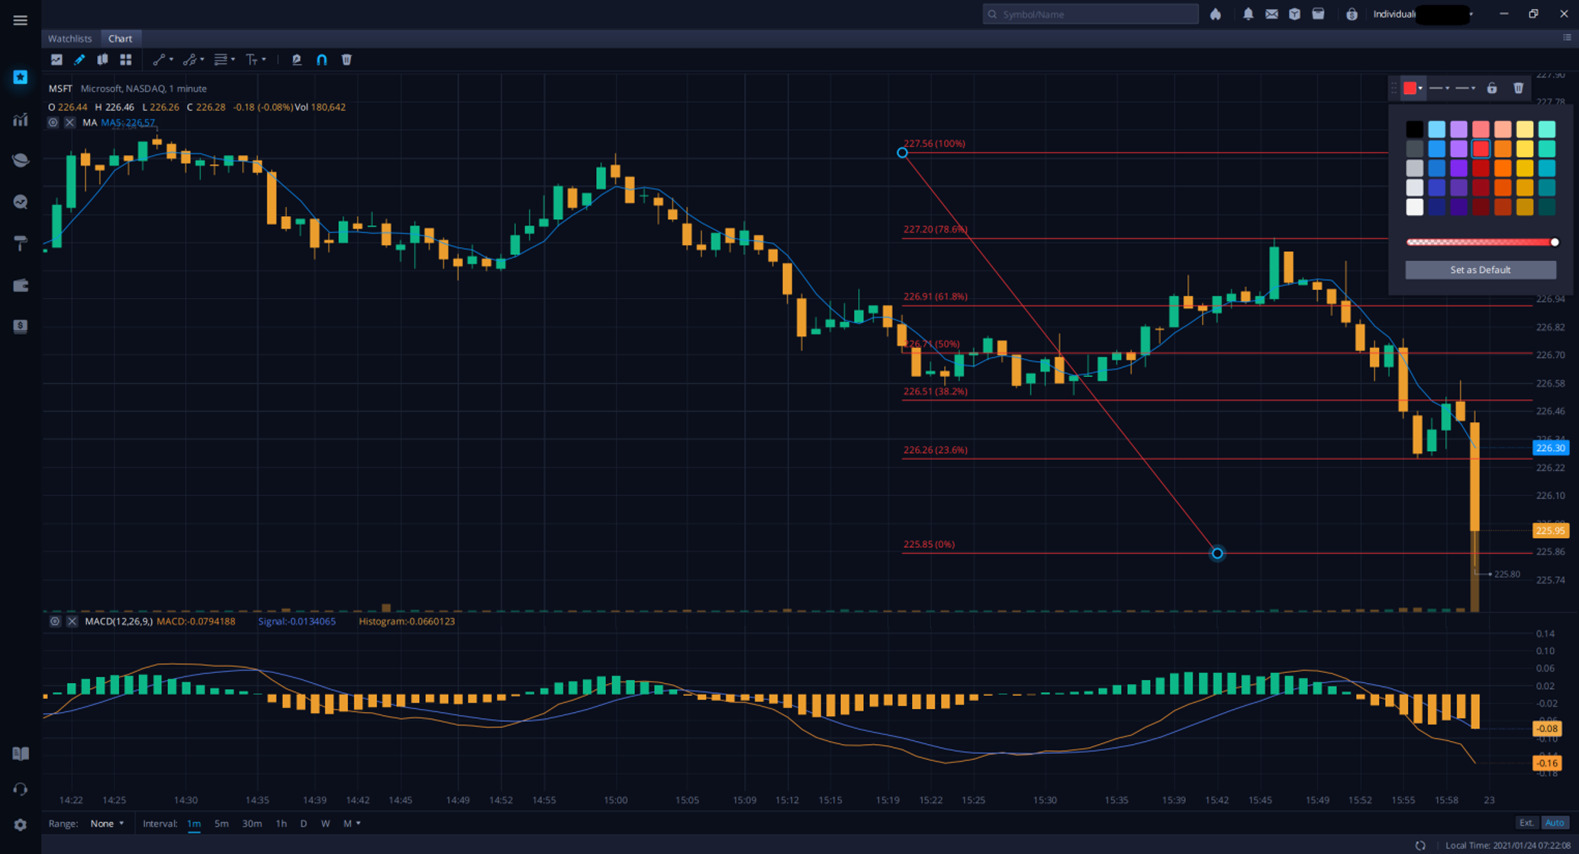 Symbol/Name
Individual
Watchlists Chart
MSFT Microsoft, NASDAQ, 1 minute
O 226.44 H 226.46 L 226.26 C 226.28 -0.18 (-0.08%) Vol 180,642
MA MA5: 226.57
227.56 (100%)
227.20 (78.6%)
226.91 (61.8%)
226.71 (50%)
226.51 (38.2%)
226.26 (23.6%)
225.85 (0%)
Set as Default
227.90
227.78
226.94
226.82
226.70
226.58
226.46
226.34
226.30
226.22
226.10
225.95
225.86
225.80
225.74
MACD(12,26,9,) MACD:-0.0794188 Signal:-0.0134065 Histogram:-0.0660123
0.14
0.10
0.06
0.02
-0.02
-0.08
-0.10
-0.16
-0.18
14:22 14:25 14:30 14:35 14:39 14:42 14:45 14:49 14:52 14:55 15:00 15:05 15:09 15:12 15:15 15:19 15:22 15:25 15:30 15:35 15:39 15:42 15:45 15:49 15:52 15:55 15:58 23
Range: None Interval: 1m 5m 30m 1h D W M Ext. Auto
Local Time: 2021/01/24 07:22:08